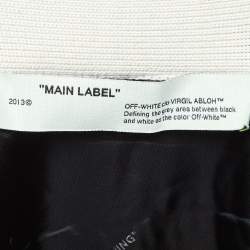 "MAIN LABEL"
2013©
OFF-WHITE c/o VIRGIL ABLOH™
Defining the grey area between black
and white as the color Off-White™